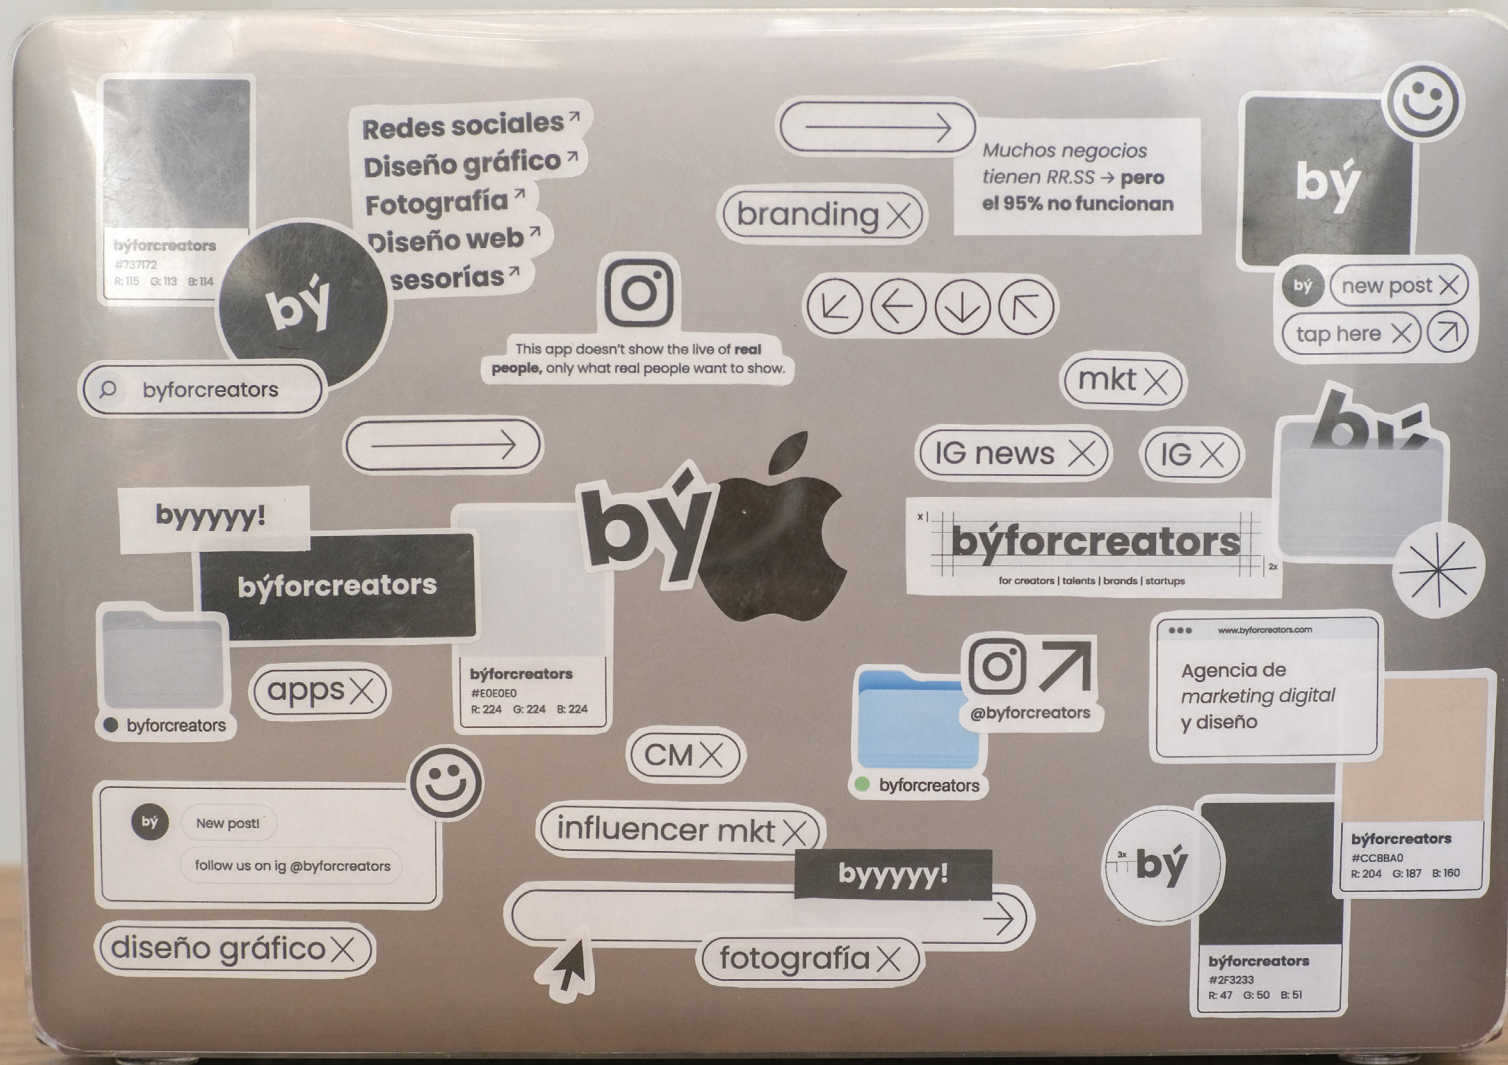 býforcreators
#737172
R: 115 G: 113 B: 114
bý
byforcreators
Redes sociales
Diseño gráfico
Fotografía
Diseño web
sesorías
This app doesn't show the live of real
people, only what real people want to show.
Muchos negocios
tienen RR.SS → pero
el 95% no funcionan
branding X
bý
bý
new post X
tap here X
mkt X
IG news X
IG X
bý
byyyyy!
býforcreators
byforcreators
apps X
býforcreators
#E0E0E0
R: 224 G: 224 B: 224
bý
x
býforcreators
2x
for creators | talents | brands | startups
@byforcreators
byforcreators
www.byforcreators.com
Agencia de
marketing digital
y diseño
býforcreators
#CCBBA0
R: 204 G: 187 B: 160
CM X
bý
New post!
follow us on ig @byforcreators
diseño gráfico X
influencer mkt X
byyyyy!
fotografía X
3x
bý
býforcreators
#2F3233
R: 47 G: 50 B: 51